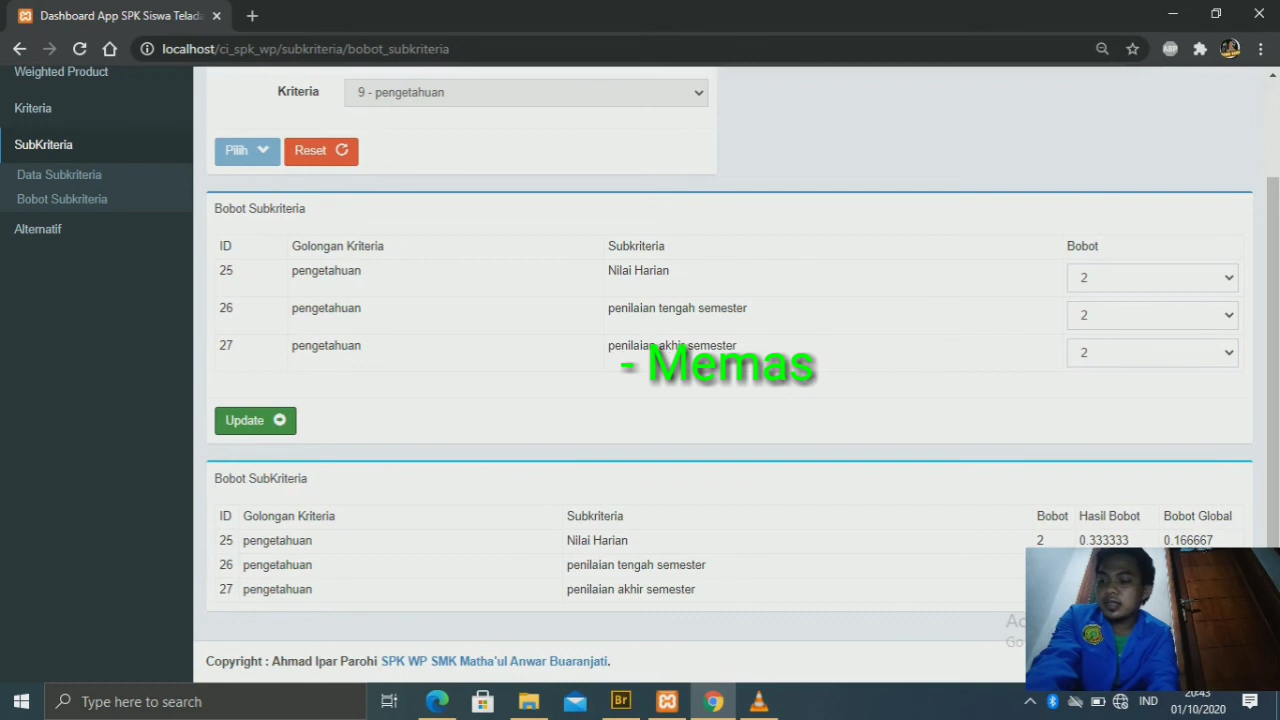 Dashboard App SPK Siswa Telada
localhost/ci_spk_wp/subkriteria/bobot_subkriteria
Weighted Product
Kriteria
SubKriteria
Data Subkriteria
Bobot Subkriteria
Alternatif
Kriteria 9 - pengetahuan
Pilih Reset
Bobot Subkriteria
ID Golongan Kriteria Subkriteria Bobot
25 pengetahuan Nilai Harian 2
26 pengetahuan penilaian tengah semester 2
27 pengetahuan penilaian akhir semester 2
- Memas
Update
Bobot SubKriteria
ID Golongan Kriteria Subkriteria Bobot Hasil Bobot Bobot Global
25 pengetahuan Nilai Harian 2 0.333333 0.166667
26 pengetahuan penilaian tengah semester
27 pengetahuan penilaian akhir semester
Copyright : Ahmad Ipar Parohi SPK WP SMK Matha'ul Anwar Buaranjati.
Type here to search
Br
IND
20:43
01/10/2020